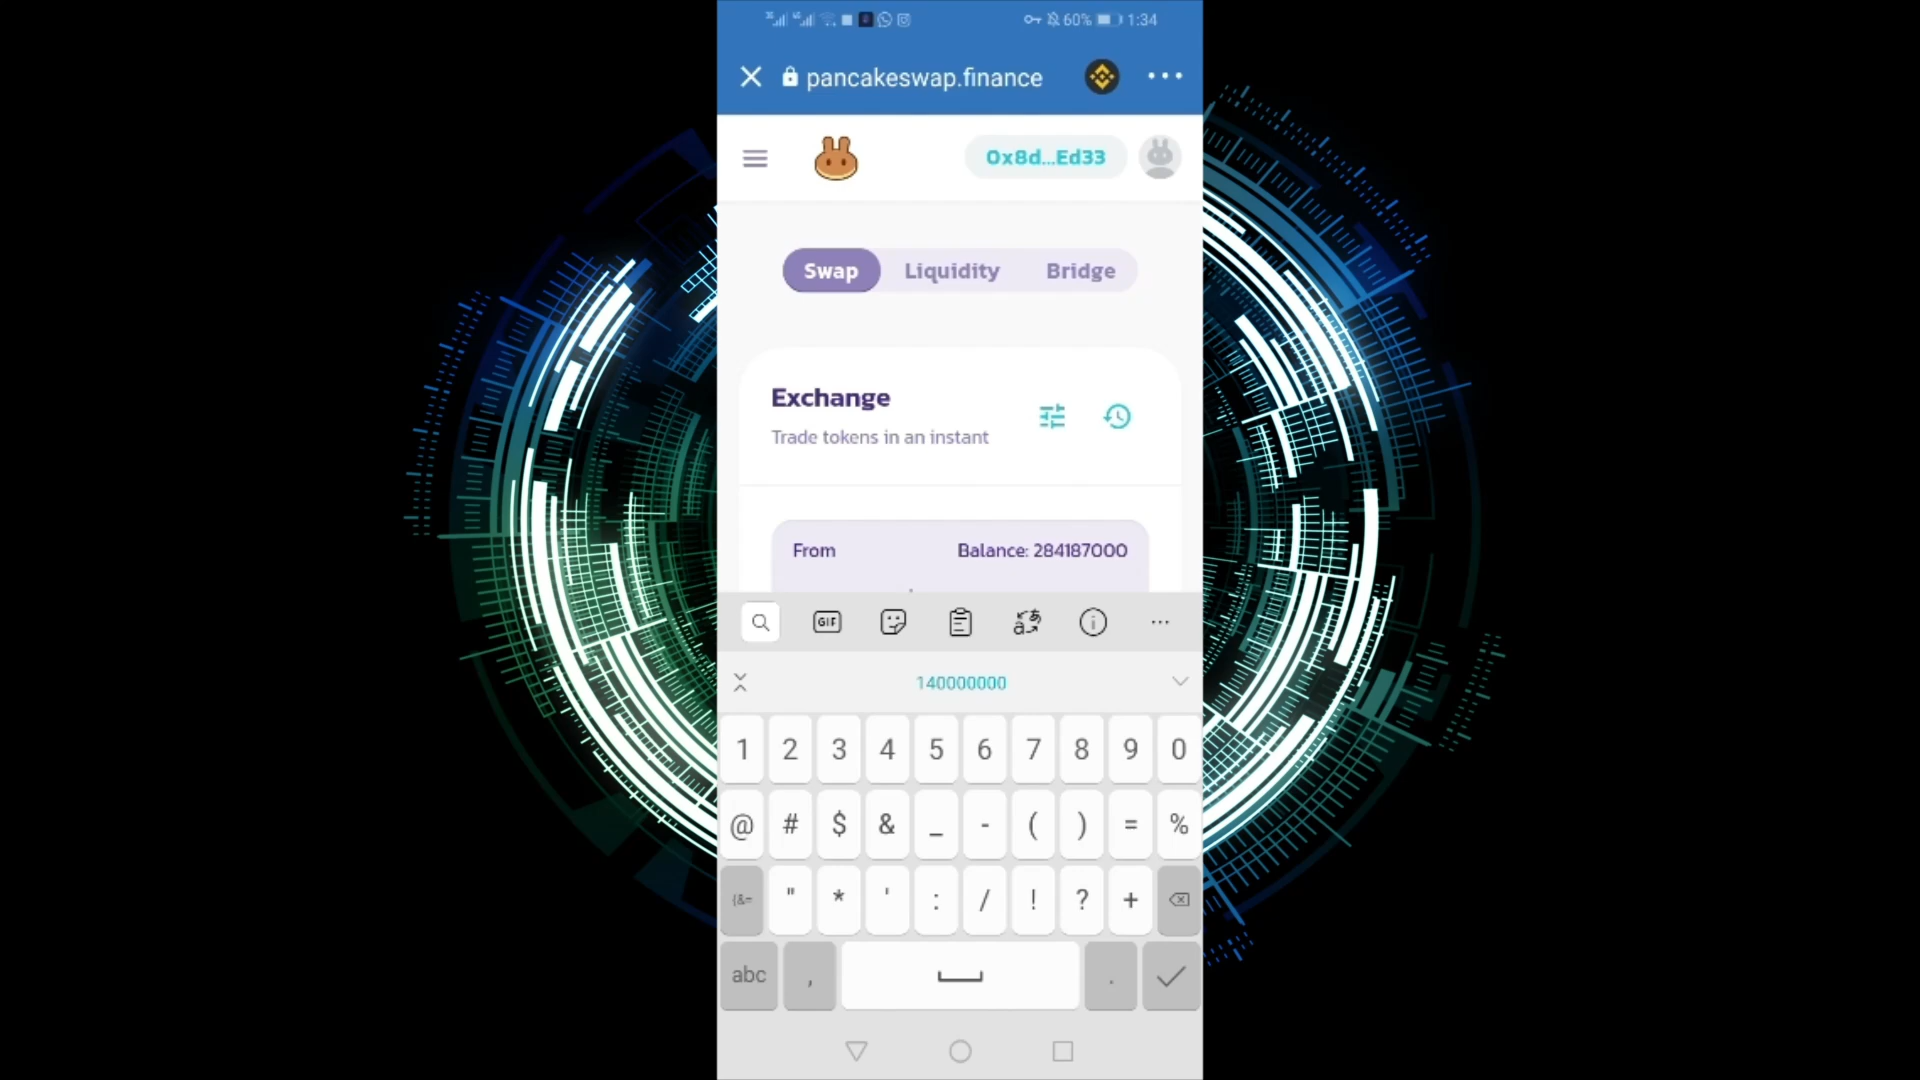 60% 1:34
pancakeswap.finance
0x8d...Ed33
Swap Liquidity Bridge
Exchange
Trade tokens in an instant
From Balance: 284187000
GIF
140000000
1 2 3 4 5 6 7 8 9 0
@ # $ & _ - ( ) = %
{&= " * ' : / ! ? +
abc , .